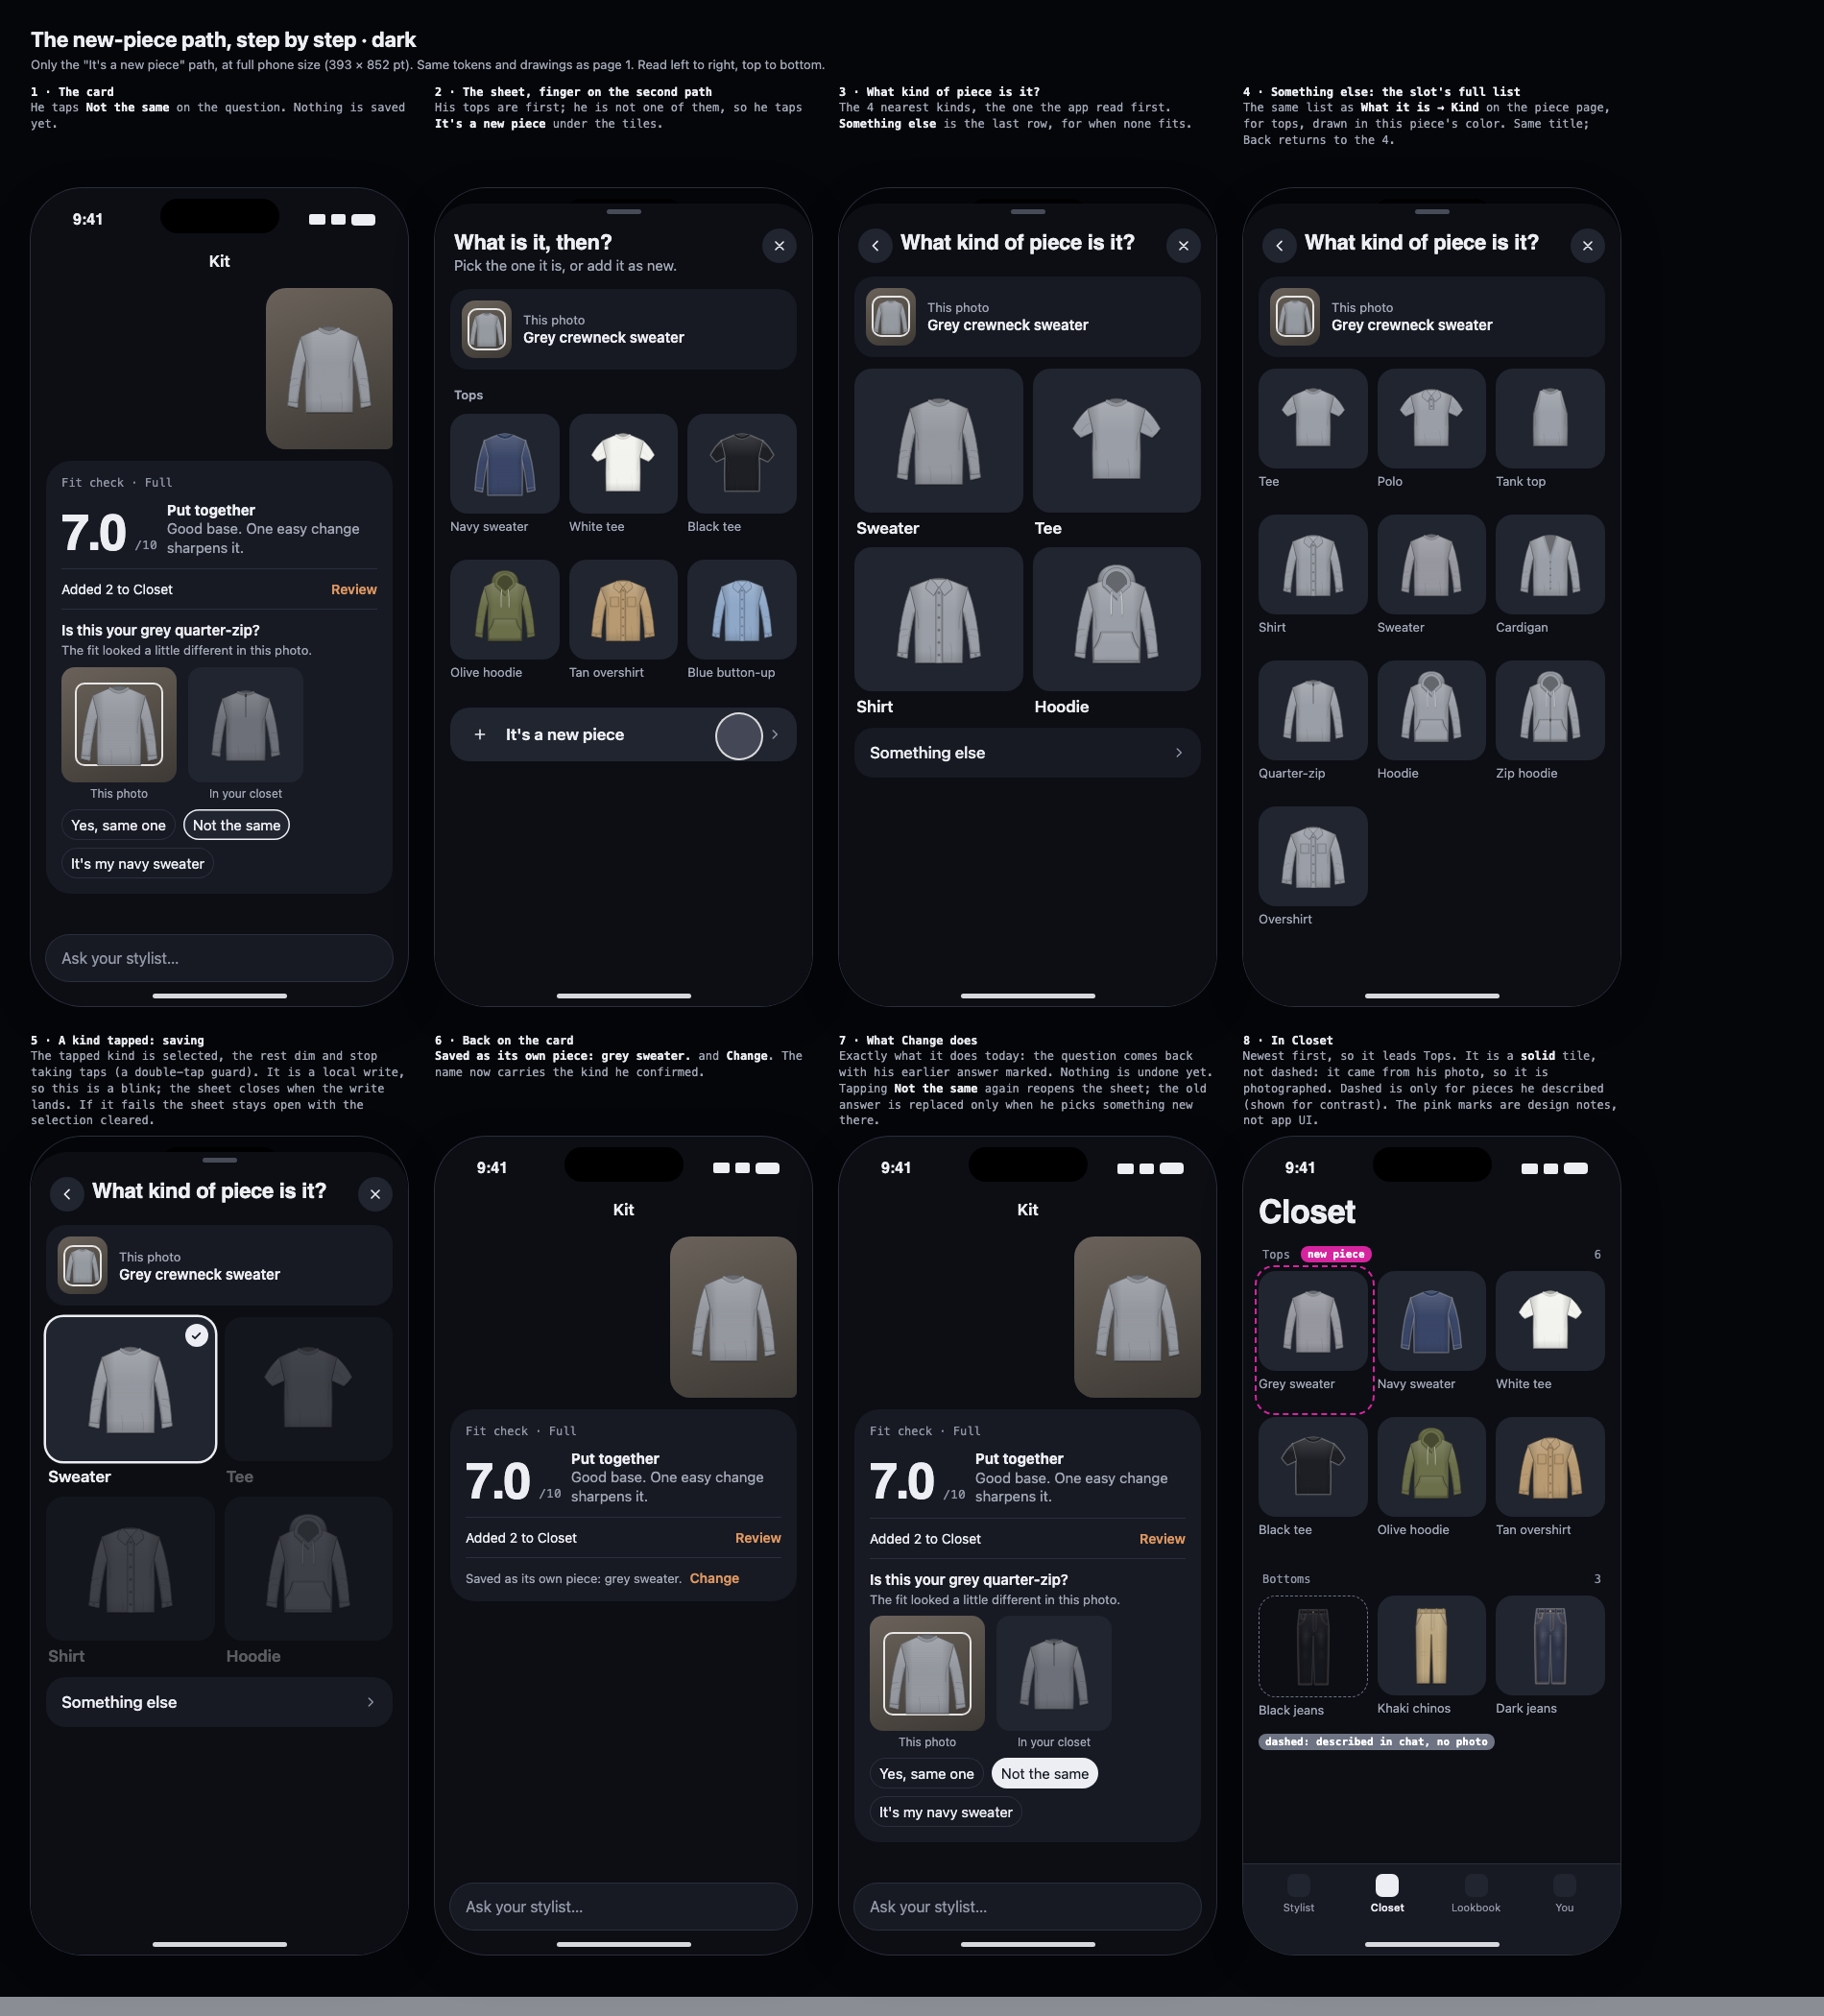 The new-piece path, step by step · dark
Only the "It's a new piece" path, at full phone size (393 × 852 pt). Same tokens and drawings as page 1. Read left to right, top to bottom.
1 · The card
He taps Not the same on the question. Nothing is saved
yet.
2 · The sheet, finger on the second path
His tops are first; he is not one of them, so he taps
It's a new piece under the tiles.
3 · What kind of piece is it?
The 4 nearest kinds, the one the app read first.
Something else is the last row, for when none fits.
4 · Something else: the slot's full list
The same list as What it is → Kind on the piece page,
for tops, drawn in this piece's color. Same title;
Back returns to the 4.
9:41
Kit
Fit check · Full
7.0 /10
Put together
Good base. One easy change
sharpens it.
Added 2 to Closet
Review
Is this your grey quarter-zip?
The fit looked a little different in this photo.
This photo
In your closet
Yes, same one
Not the same
It's my navy sweater
Ask your stylist...
What is it, then?
Pick the one it is, or add it as new.
This photo
Grey crewneck sweater
Tops
Navy sweater
White tee
Black tee
Olive hoodie
Tan overshirt
Blue button-up
It's a new piece
What kind of piece is it?
This photo
Grey crewneck sweater
Sweater
Tee
Shirt
Hoodie
Something else
What kind of piece is it?
This photo
Grey crewneck sweater
Tee
Polo
Tank top
Shirt
Sweater
Cardigan
Quarter-zip
Hoodie
Zip hoodie
Overshirt
5 · A kind tapped: saving
The tapped kind is selected, the rest dim and stop
taking taps (a double-tap guard). It is a local write,
so this is a blink; the sheet closes when the write
lands. If it fails the sheet stays open with the
selection cleared.
6 · Back on the card
Saved as its own piece: grey sweater. and Change. The
name now carries the kind he confirmed.
7 · What Change does
Exactly what it does today: the question comes back
with his earlier answer marked. Nothing is undone yet.
Tapping Not the same again reopens the sheet; the old
answer is replaced only when he picks something new
there.
8 · In Closet
Newest first, so it leads Tops. It is a solid tile,
not dashed: it came from his photo, so it is
photographed. Dashed is only for pieces he described
(shown for contrast). The pink marks are design notes,
not app UI.
What kind of piece is it?
This photo
Grey crewneck sweater
Sweater
Tee
Shirt
Hoodie
Something else
9:41
Kit
Fit check · Full
7.0 /10
Put together
Good base. One easy change
sharpens it.
Added 2 to Closet
Review
Saved as its own piece: grey sweater. Change
Ask your stylist...
9:41
Kit
Fit check · Full
7.0 /10
Put together
Good base. One easy change
sharpens it.
Added 2 to Closet
Review
Is this your grey quarter-zip?
The fit looked a little different in this photo.
This photo
In your closet
Yes, same one
Not the same
It's my navy sweater
Ask your stylist...
9:41
Closet
Tops
new piece
6
Grey sweater
Navy sweater
White tee
Black tee
Olive hoodie
Tan overshirt
Bottoms
3
Black jeans
Khaki chinos
Dark jeans
dashed: described in chat, no photo
Stylist
Closet
Lookbook
You